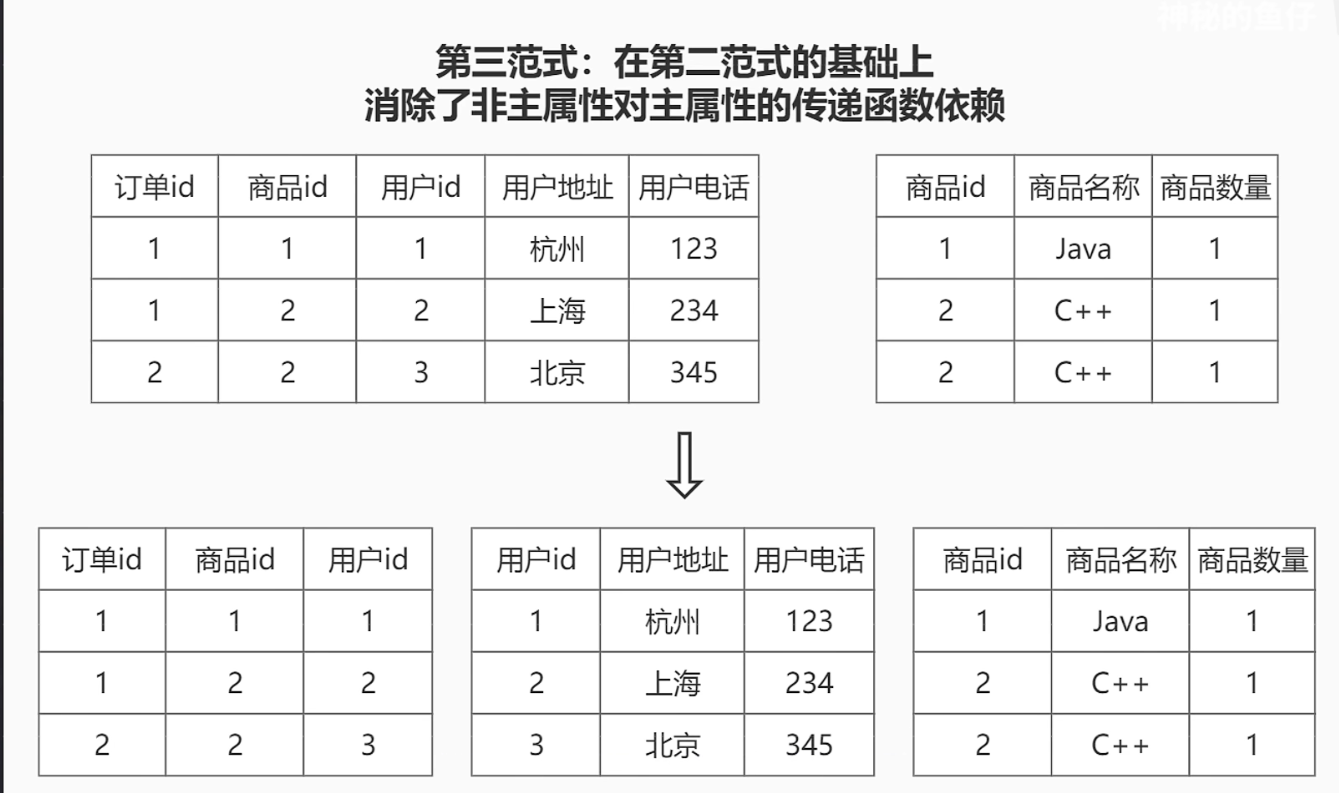 神秘的鱼仔
第三范式：在第二范式的基础上
消除了非主属性对主属性的传递函数依赖
订单id 商品id 用户id 用户地址 用户电话
1 1 1 杭州 123
1 2 2 上海 234
2 2 3 北京 345
商品id 商品名称 商品数量
1 Java 1
2 C++ 1
2 C++ 1
订单id 商品id 用户id
1 1 1
1 2 2
2 2 3
用户id 用户地址 用户电话
1 杭州 123
2 上海 234
3 北京 345
商品id 商品名称 商品数量
1 Java 1
2 C++ 1
2 C++ 1